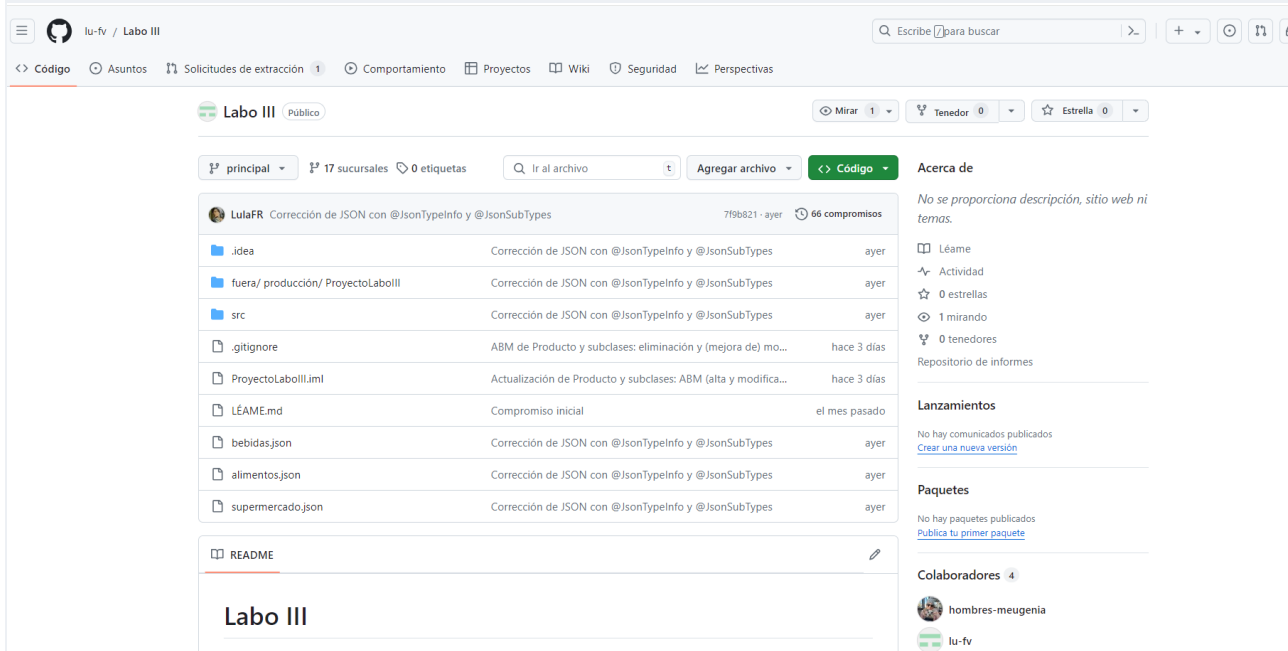 lu-fv / Labo III
Escribe / para buscar
Código
Asuntos
Solicitudes de extracción 1
Comportamiento
Proyectos
Wiki
Seguridad
Perspectivas
Labo III Público
Mirar 1
Tenedor 0
Estrella 0
principal
17 sucursales
0 etiquetas
Ir al archivo t
Agregar archivo
<> Código
LulaFR Corrección de JSON con @JsonTypeInfo y @JsonSubTypes 7f9b821 · ayer 66 compromisos
.idea Corrección de JSON con @JsonTypeInfo y @JsonSubTypes ayer
fuera/ producción/ ProyectoLaboIII Corrección de JSON con @JsonTypeInfo y @JsonSubTypes ayer
src Corrección de JSON con @JsonTypeInfo y @JsonSubTypes ayer
.gitignore ABM de Producto y subclases: eliminación y (mejora de) mo... hace 3 días
ProyectoLaboIII.iml Actualización de Producto y subclases: ABM (alta y modifica... hace 3 días
LÉAME.md Compromiso inicial el mes pasado
bebidas.json Corrección de JSON con @JsonTypeInfo y @JsonSubTypes ayer
alimentos.json Corrección de JSON con @JsonTypeInfo y @JsonSubTypes ayer
supermercado.json Corrección de JSON con @JsonTypeInfo y @JsonSubTypes ayer
README
Labo III
Acerca de
No se proporciona descripción, sitio web ni
temas.
Léame
Actividad
0 estrellas
1 mirando
0 tenedores
Repositorio de informes
Lanzamientos
No hay comunicados publicados
Crear una nueva versión
Paquetes
No hay paquetes publicados
Publica tu primer paquete
Colaboradores 4
hombres-meugenia
lu-fv